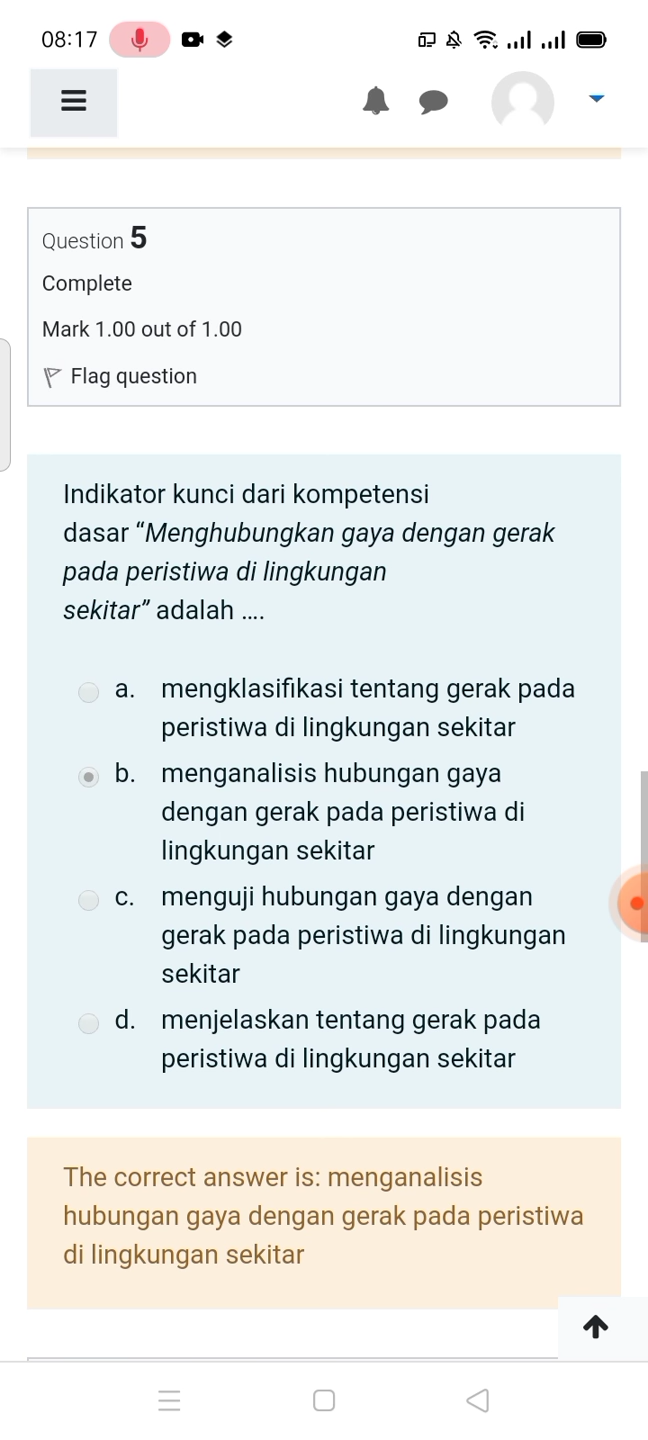 08:17
Question 5
Complete
Mark 1.00 out of 1.00
Flag question
Indikator kunci dari kompetensi
dasar “Menghubungkan gaya dengan gerak
pada peristiwa di lingkungan
sekitar” adalah ....
a. mengklasifikasi tentang gerak pada
peristiwa di lingkungan sekitar
b. menganalisis hubungan gaya
dengan gerak pada peristiwa di
lingkungan sekitar
c. menguji hubungan gaya dengan
gerak pada peristiwa di lingkungan
sekitar
d. menjelaskan tentang gerak pada
peristiwa di lingkungan sekitar
The correct answer is: menganalisis
hubungan gaya dengan gerak pada peristiwa
di lingkungan sekitar